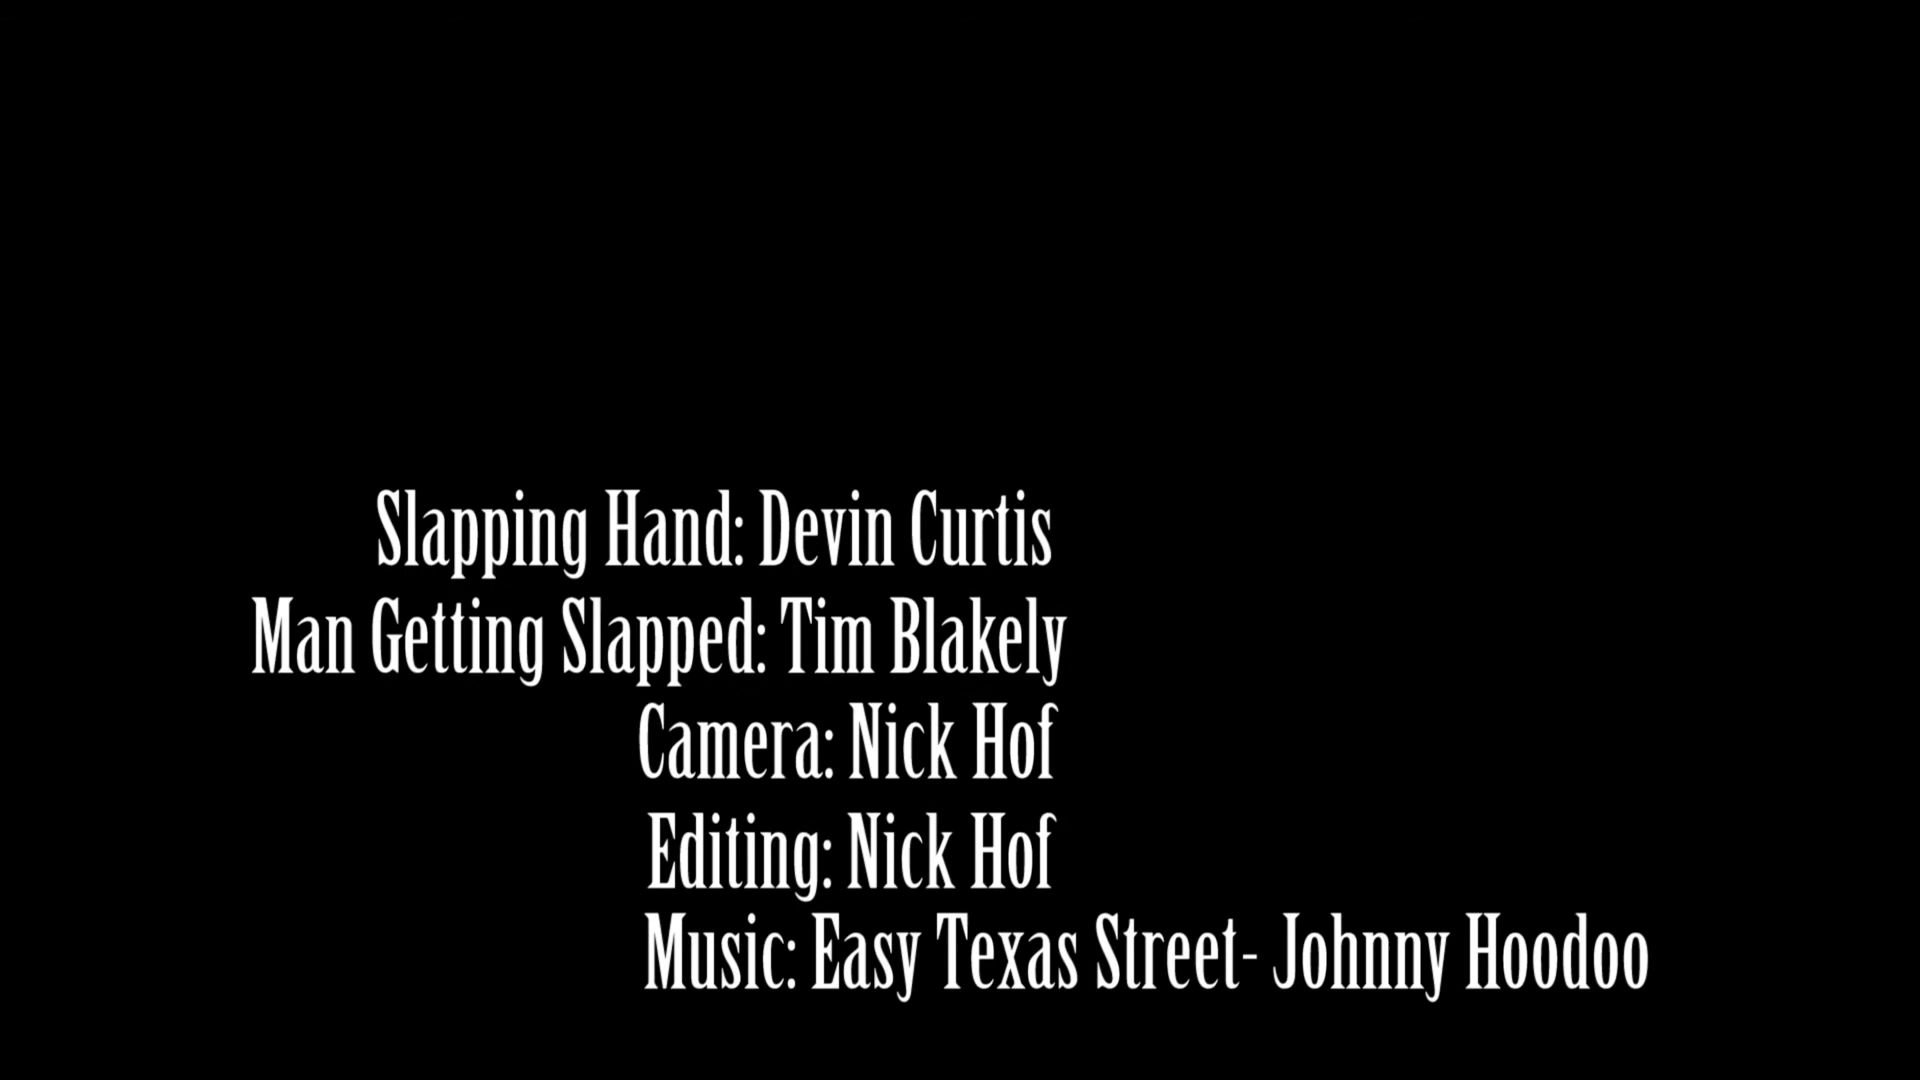 Slapping Hand: Devin Curtis
Man Getting Slapped: Tim Blakely
Camera: Nick Hof
Editing: Nick Hof
Music: Easy Texas Street- Johnny Hoodoo